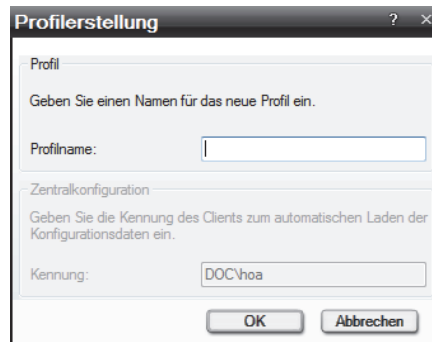 Profilerstellung ? ×
Profil
Geben Sie einen Namen für das neue Profil ein.
Profilname:
Zentralkonfiguration
Geben Sie die Kennung des Clients zum automatischen Laden der
Konfigurationsdaten ein.
Kennung: DOC\hoa
OK Abbrechen